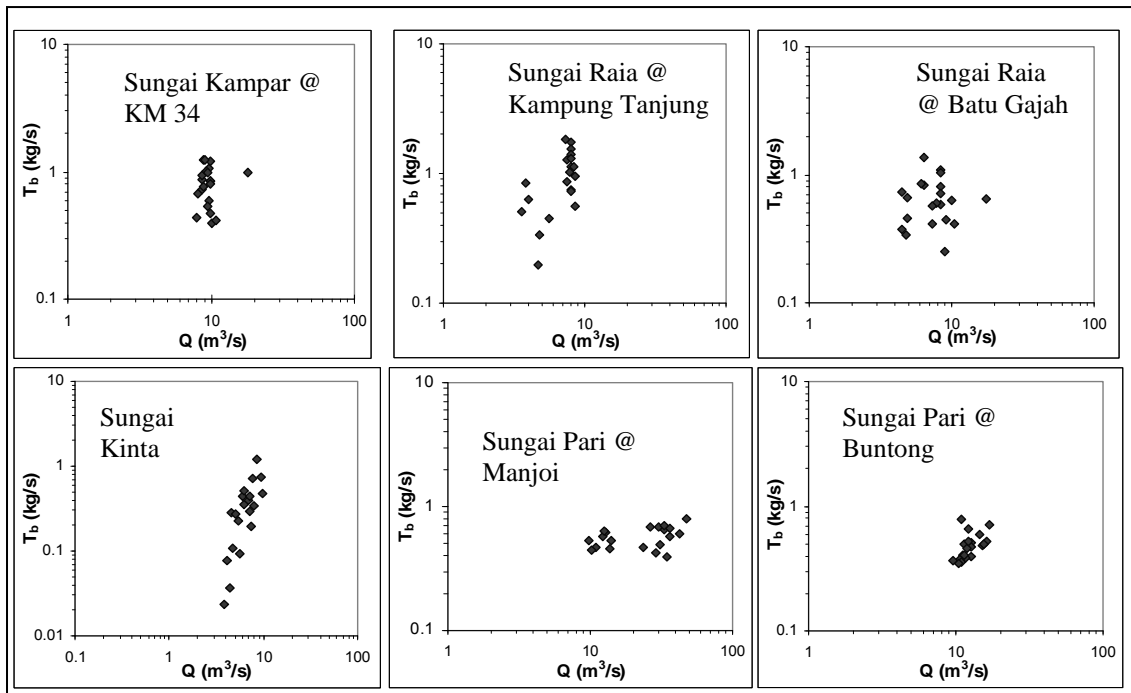 10
Sungai Kampar @
KM 34
T_b (kg/s)
1
0.1
1
10
100
Q (m³/s)
10
Sungai Raia @
Kampung Tanjung
T_b (kg/s)
1
0.1
1
10
100
Q (m³/s)
10
Sungai Raia
@ Batu Gajah
T_b (kg/s)
1
0.1
1
10
100
Q (m³/s)
10
Sungai
Kinta
1
T_b (kg/s)
0.1
0.01
0.1
1
10
100
Q (m³/s)
10
Sungai Pari @
Manjoi
T_b (kg/s)
1
0.1
1
10
100
Q (m³/s)
10
Sungai Pari @
Buntong
T_b (kg/s)
1
0.1
1
10
100
Q (m³/s)